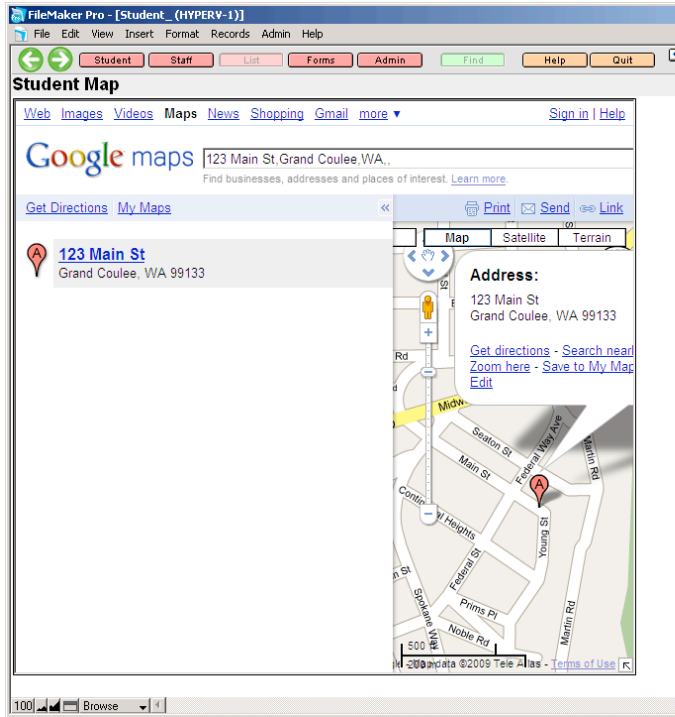 FileMaker Pro - [Student_ (HYPERV-1)]
File Edit View Insert Format Records Admin Help
Student Staff List Forms Admin Find Help Quit
Student Map
Web Images Videos Maps News Shopping Gmail more ▼ Sign in | Help
Google maps 123 Main St,Grand Coulee,WA,,
Find businesses, addresses and places of interest. Learn more.
Get Directions My Maps « Print Send Link
Map Satellite Terrain
A 123 Main St
Grand Coulee, WA 99133
Address:
123 Main St
Grand Coulee, WA 99133
Get directions - Search
Zoom here - Save to My Map
Edit
St
Rd
Seaton St
Main St
Federal Way Ave
Martin Rd
A
Heights
Young St
Federal St
St
Spokane Way
Prims Pl
Noble Rd
Martin Rd
500
data ©2009 Tele Atlas - Terms of Use
100 Browse